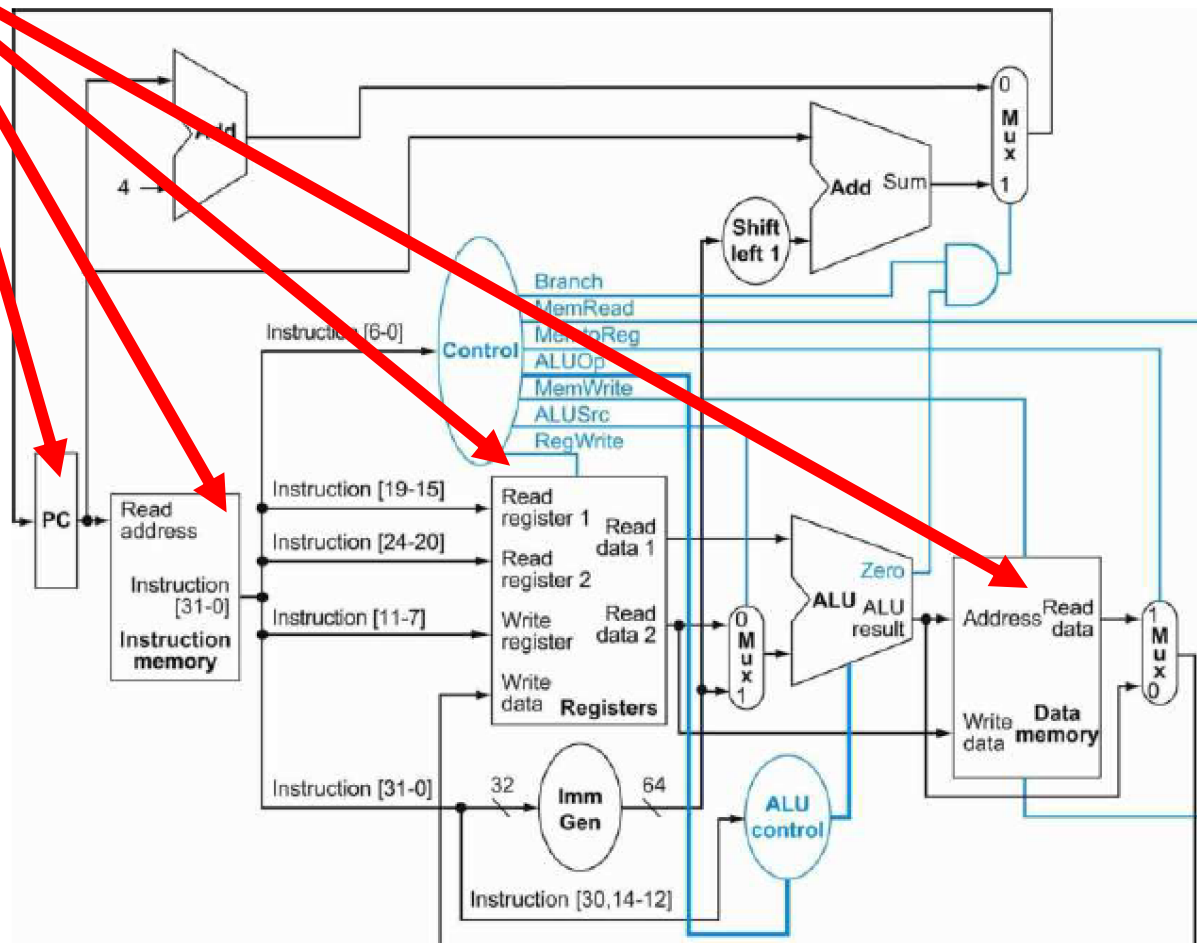 0
Mux
1
Add
4
Add Sum
Shift
left 1
Branch
MemRead
MemtoReg
ALUOp
MemWrite
ALUSrc
RegWrite
Instruction [6-0]
Control
PC
Read
address
Instruction
[31-0]
Instruction
memory
Instruction [19-15]
Instruction [24-20]
Instruction [11-7]
Read
register 1
Read
register 2
Write
register
Write
data
Read
data 1
Read
data 2
Registers
0
Mux
1
Zero
ALU
ALU
result
Address
Read
data
Write
data
Data
memory
1
Mux
0
Instruction [31-0]
32
Imm
Gen
64
ALU
control
Instruction [30,14-12]